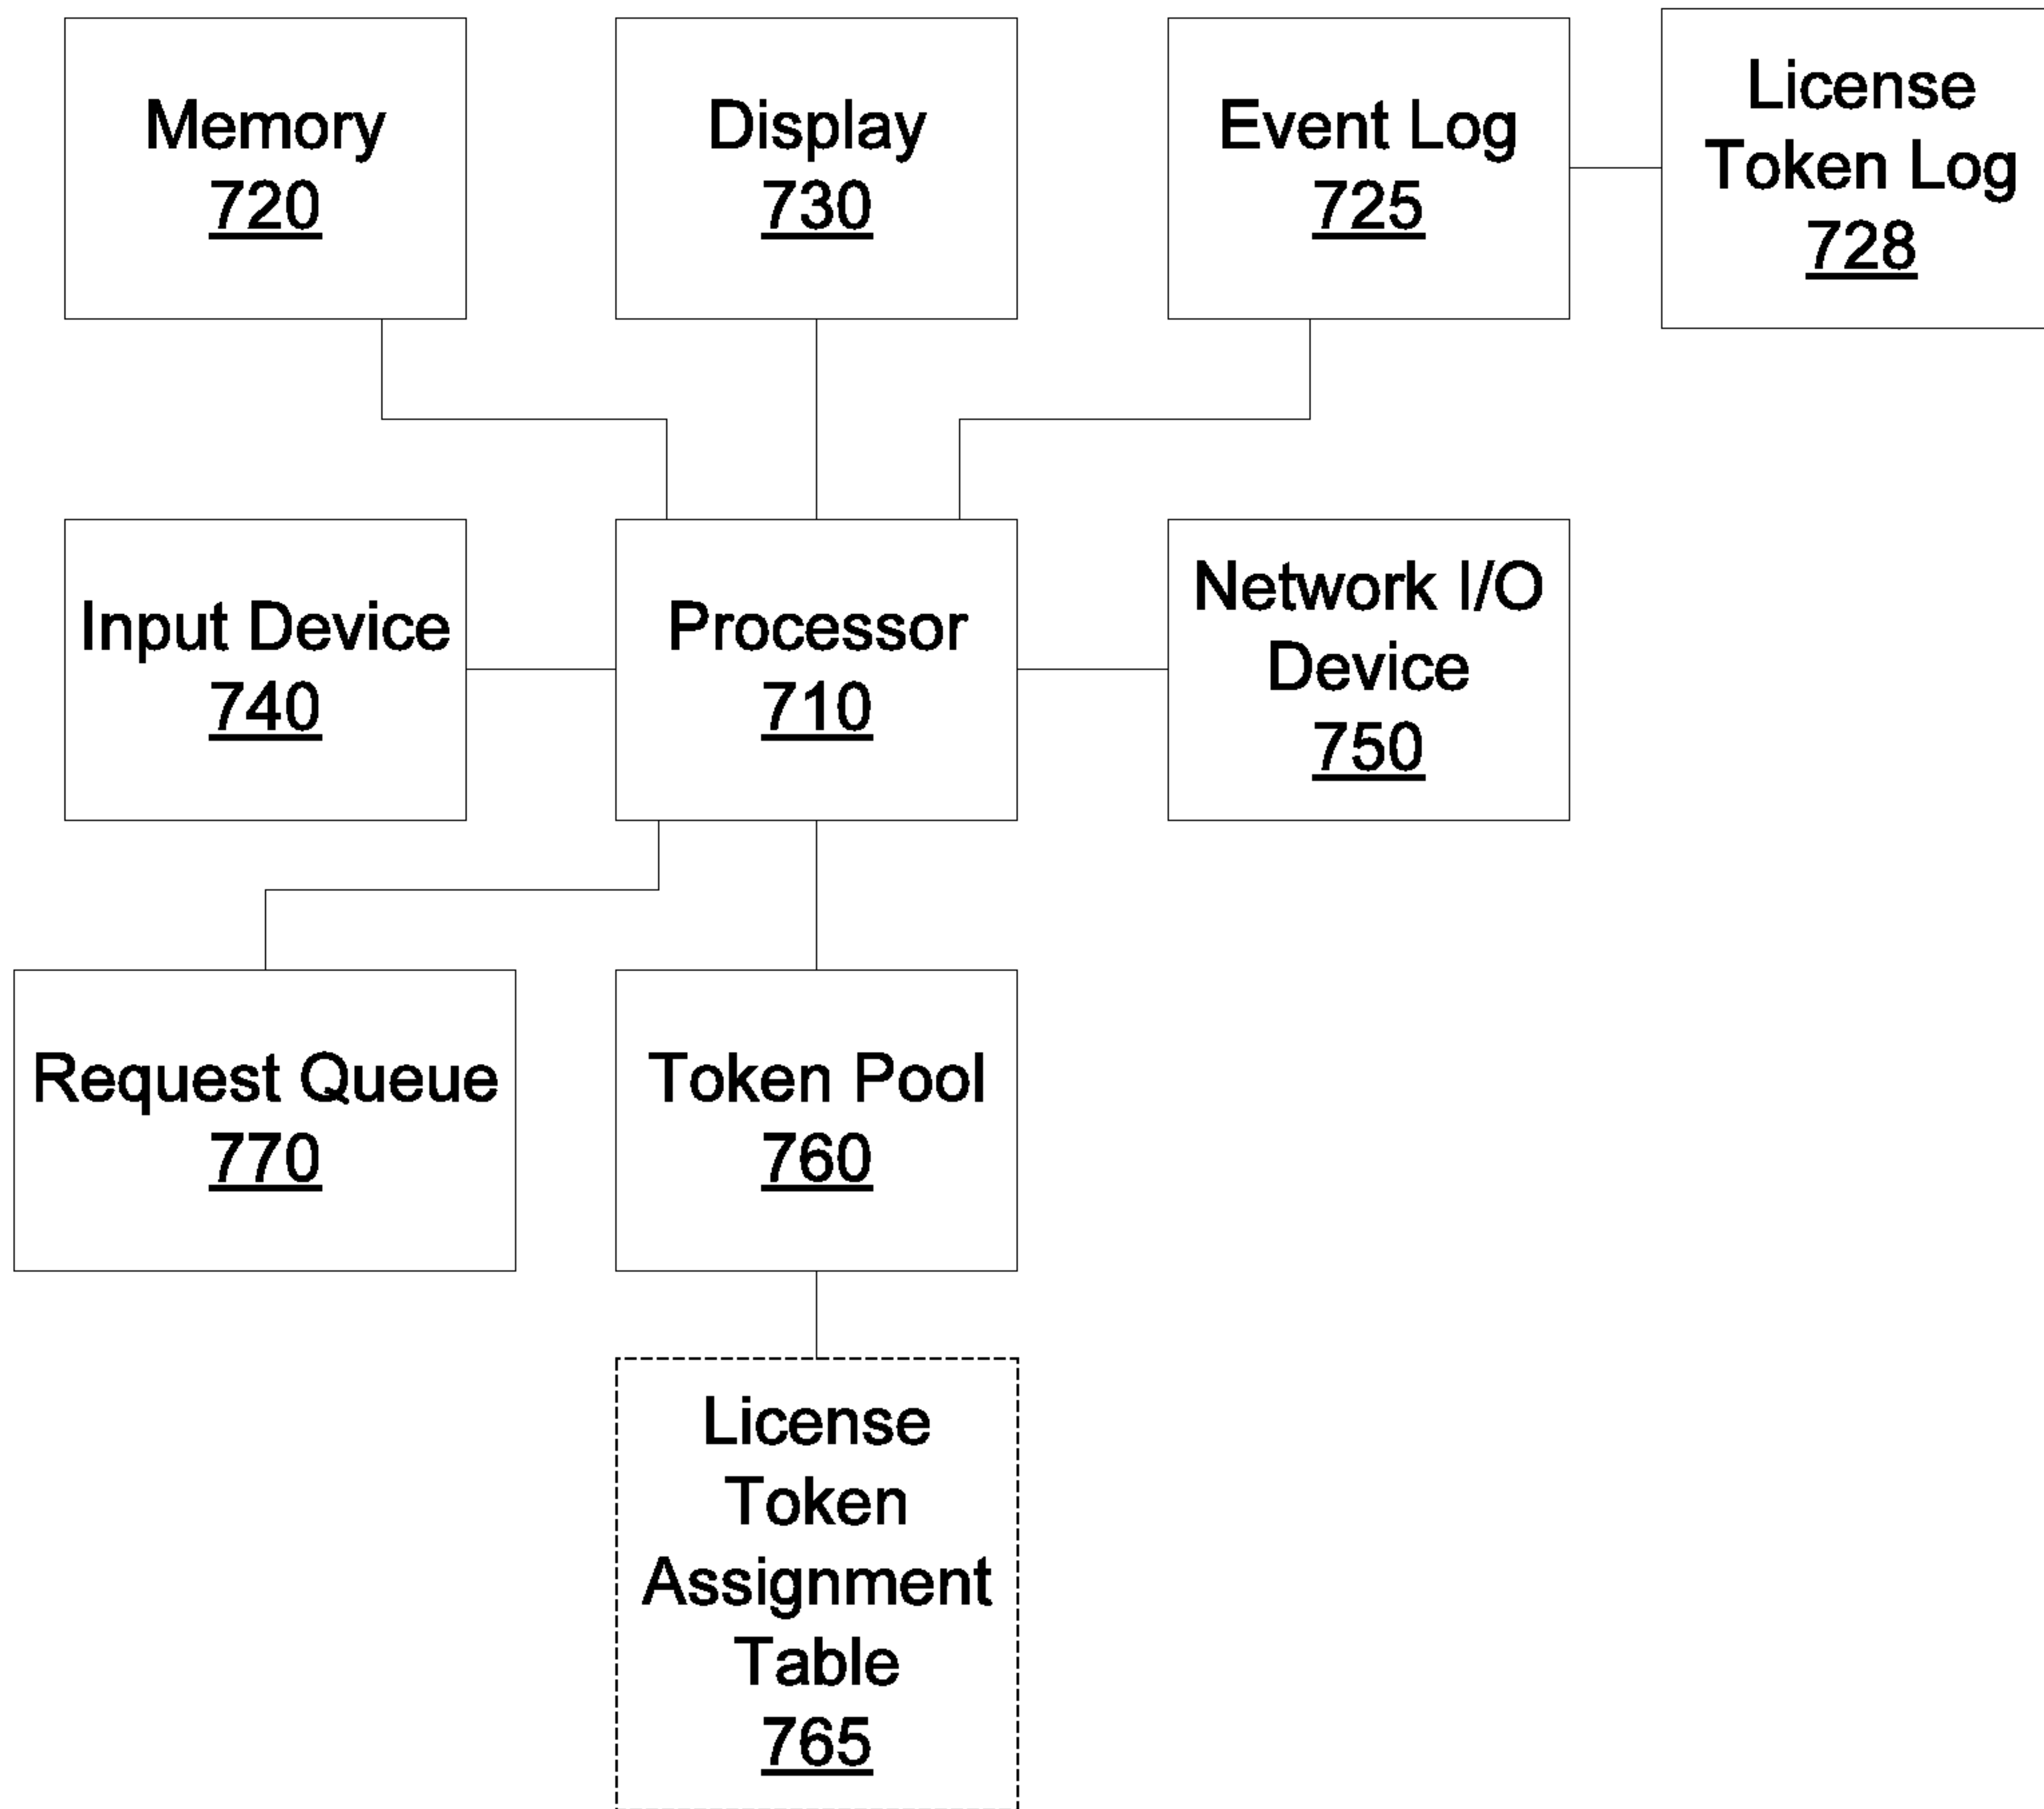 Memory
720
Display
730
Event Log
725
License
Token Log
728
Input Device
740
Processor
710
Network I/O
Device
750
Request Queue
770
Token Pool
760
License
Token
Assignment
Table
765